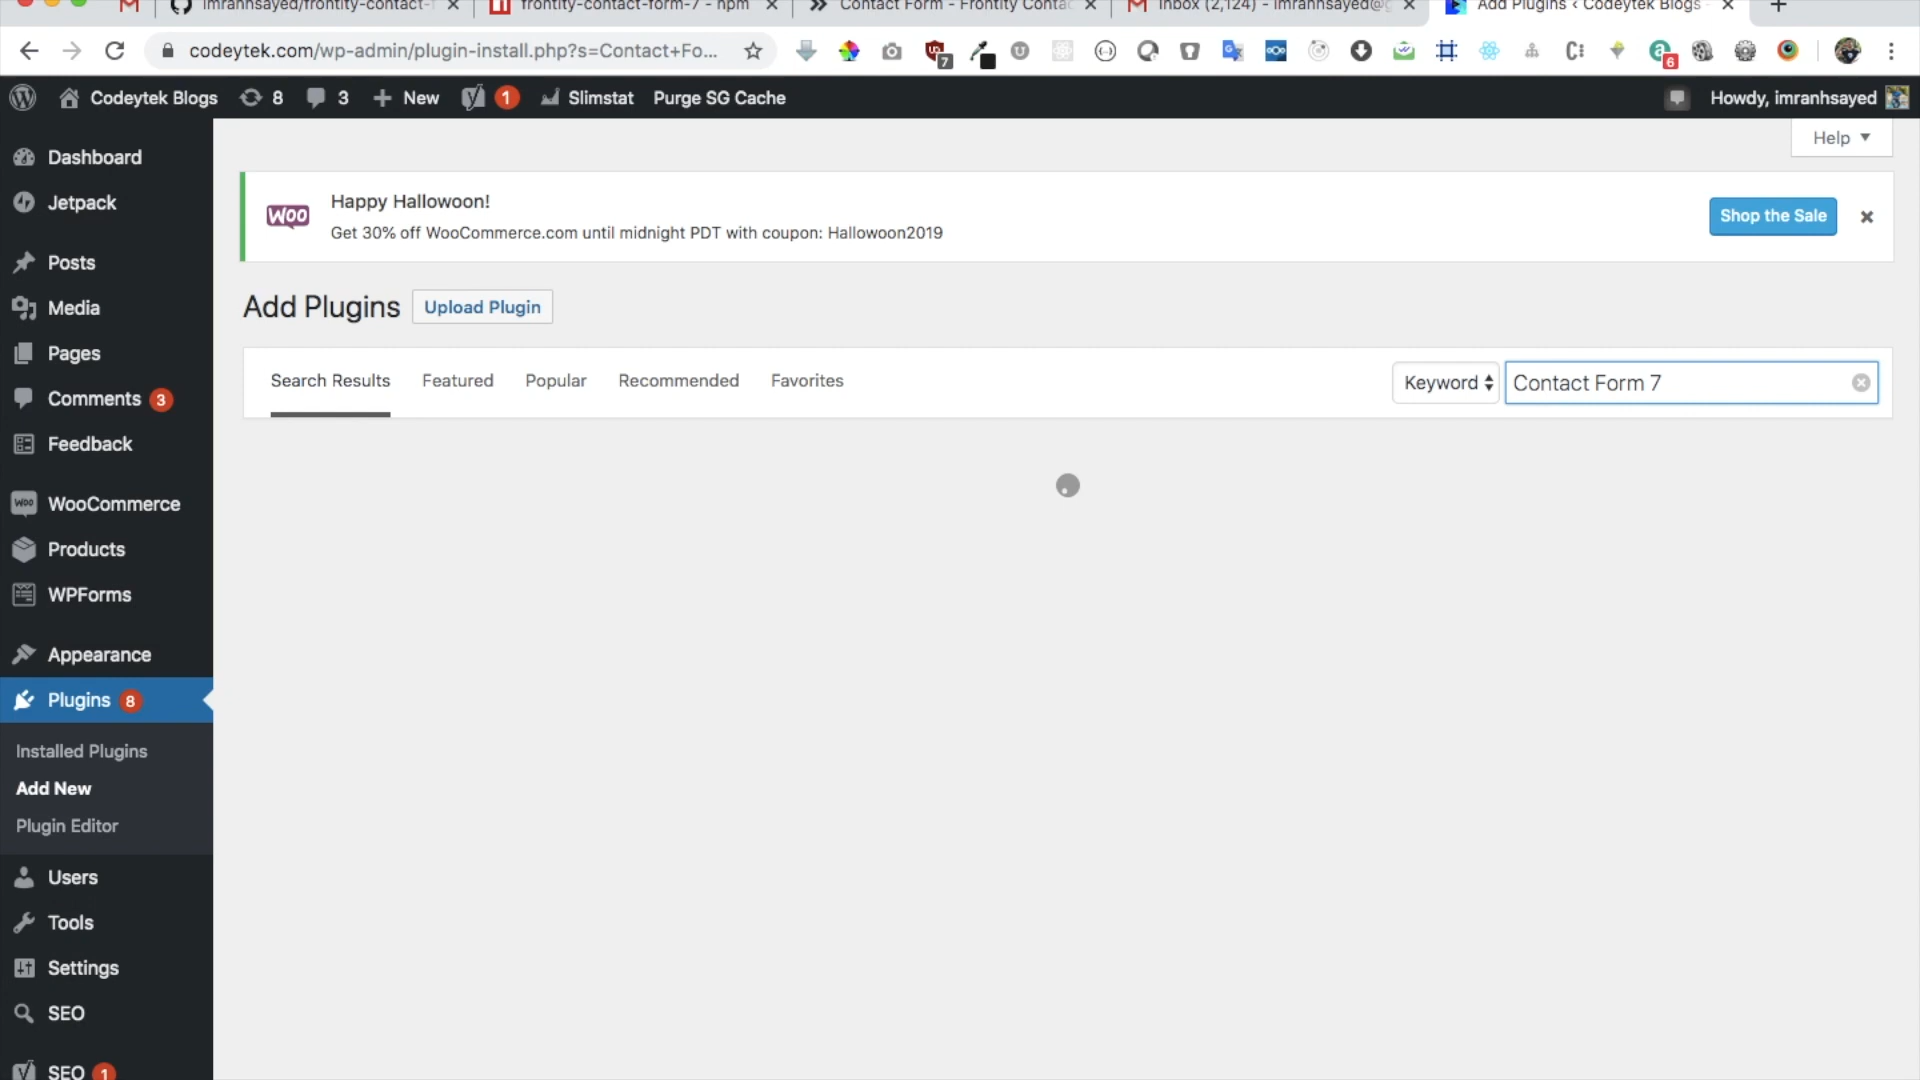 imranhsayed/frontity-contact-f
frontity-contact-form-7 - npm
Contact Form - Frontity Contac
Inbox (2,124) - imranhsayed@g
Add Plugins < Codeytek Blogs
codeytek.com/wp-admin/plugin-install.php?s=Contact+Fo...
7
6
Codeytek Blogs
8
3
New
1
Slimstat
Purge SG Cache
Howdy, imranhsayed
Help
Dashboard
Jetpack
Posts
Media
Pages
Comments 3
Feedback
WooCommerce
Products
WPForms
Appearance
Plugins 8
Installed Plugins
Add New
Plugin Editor
Users
Tools
Settings
SEO
SEO 1
WOO
Happy Hallowoon!
Get 30% off WooCommerce.com until midnight PDT with coupon: Hallowoon2019
Shop the Sale
Add Plugins
Upload Plugin
Search Results
Featured
Popular
Recommended
Favorites
Keyword
Contact Form 7